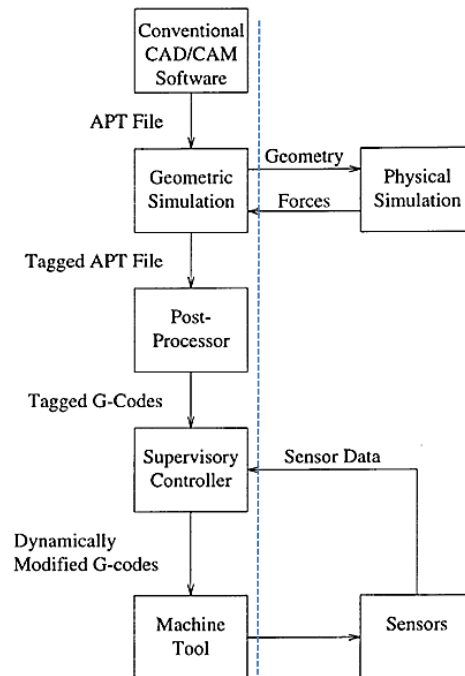 Conventional
CAD/CAM
Software
APT File
Geometry
Geometric
Simulation
Physical
Simulation
Forces
Tagged APT File
Post-
Processor
Tagged G-Codes
Supervisory
Controller
Sensor Data
Dynamically
Modified G-codes
Machine
Tool
Sensors